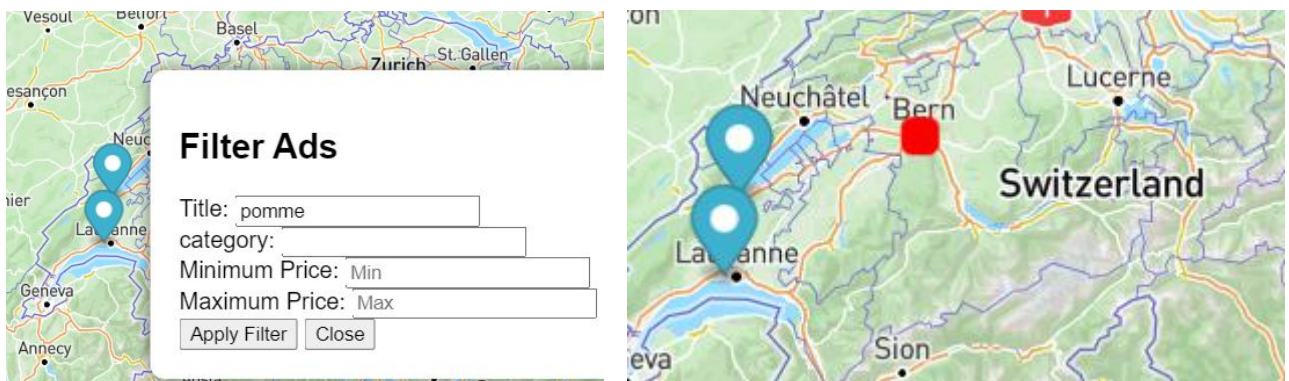 Vesoul
Belfort
Basel
Zurich
St. Gallen
esançon
Neuc
nier
Lausanne
Geneva
Annecy
Filter Ads
Title: pomme
category:
Minimum Price: Min
Maximum Price: Max
Apply Filter Close
on
Lucerne
Neuchâtel
Bern
Switzerland
Lausanne
Sion
eva